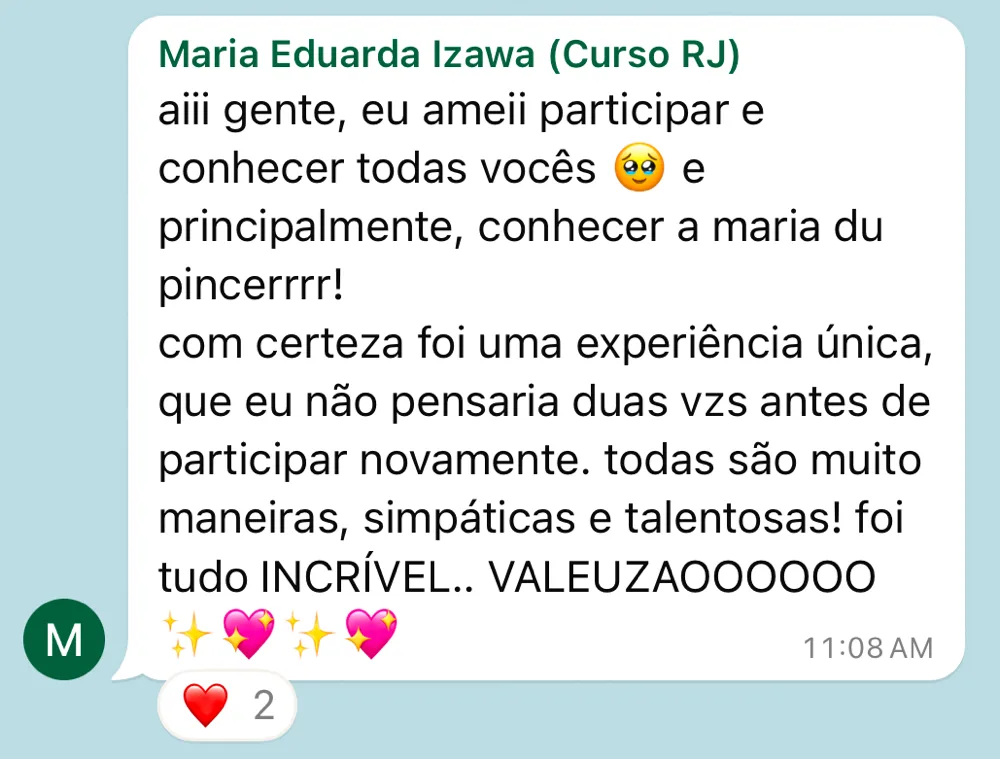 Maria Eduarda Izawa (Curso RJ)
aiii gente, eu ameii participar e
conhecer todas vocês 🥹 e
principalmente, conhecer a maria du
pincerrrr!
com certeza foi uma experiência única,
que eu não pensaria duas vzs antes de
participar novamente. todas são muito
maneiras, simpáticas e talentosas! foi
tudo INCRÍVEL.. VALEUZAOOOOOO
✨💖✨💖
11:08 AM
M
❤️ 2